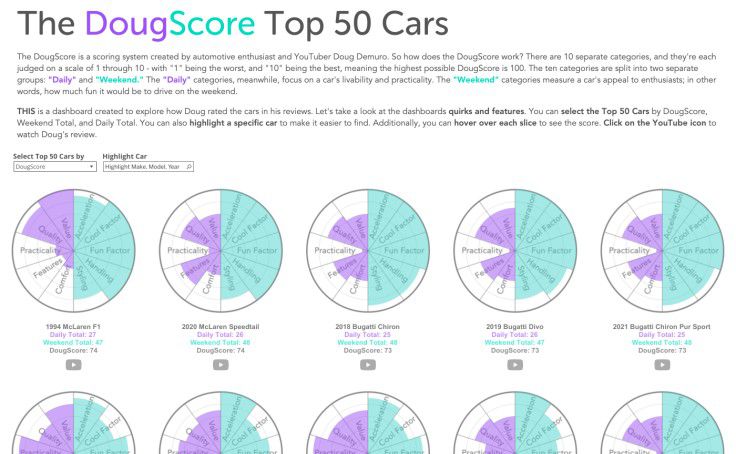 The DougScore Top 50 Cars
The DougScore is a scoring system created by automotive enthusiast and YouTuber Doug Demuro. So how does the DougScore work? There are 10 separate categories, and they're each
judged on a scale of 1 through 10 - with "1" being the worst, and "10" being the best, meaning the highest possible DougScore is 100. The ten categories are split into two separate
groups: "Daily" and "Weekend." The "Daily" categories, meanwhile, focus on a car's livability and practicality. The "Weekend" categories measure a car's appeal to enthusiasts; in other
words, how much fun it would be to drive on the weekend.
THIS is a dashboard created to explore how Doug rated the cars in his reviews. Let's take a look at the dashboards quirks and features. You can select the Top 50 Cars by DougScore,
Weekend Total, and Daily Total. You can also highlight a specific car to make it easier to find. Additionally, you can hover over each slice to see the score. Click on the YouTube icon to
watch Doug's review.
Select Top 50 Cars by Highlight Car
DougScore Highlight Make, Model, Year
Value Acceleration Quality Cool Factor Practicality Fun Factor Features Handling Comfort Styling
Value Acceleration Quality Cool Factor Practicality Fun Factor Features Handling Comfort Styling
Value Acceleration Quality Cool Factor Practicality Fun Factor Features Handling Comfort Styling
Value Acceleration Quality Cool Factor Practicality Fun Factor Features Handling Comfort Styling
Value Acceleration Quality Cool Factor Practicality Fun Factor Features Handling Comfort Styling
1994 McLaren F1 2020 McLaren Speedtail 2018 Bugatti Chiron 2019 Bugatti Divo 2021 Bugatti Chiron Pur Sport
Daily Total: 27 Daily Total: 26 Daily Total: 25 Daily Total: 26 Daily Total: 25
Weekend Total: 47 Weekend Total: 48 Weekend Total: 48 Weekend Total: 47 Weekend Total: 48
DougScore: 74 DougScore: 74 DougScore: 73 DougScore: 73 DougScore: 73
Value Acceleration Quality Cool Factor
Value Acceleration Quality Cool Factor
Value Acceleration Quality Cool Factor
Value Acceleration Quality Cool Factor
Value Acceleration Quality Cool Factor